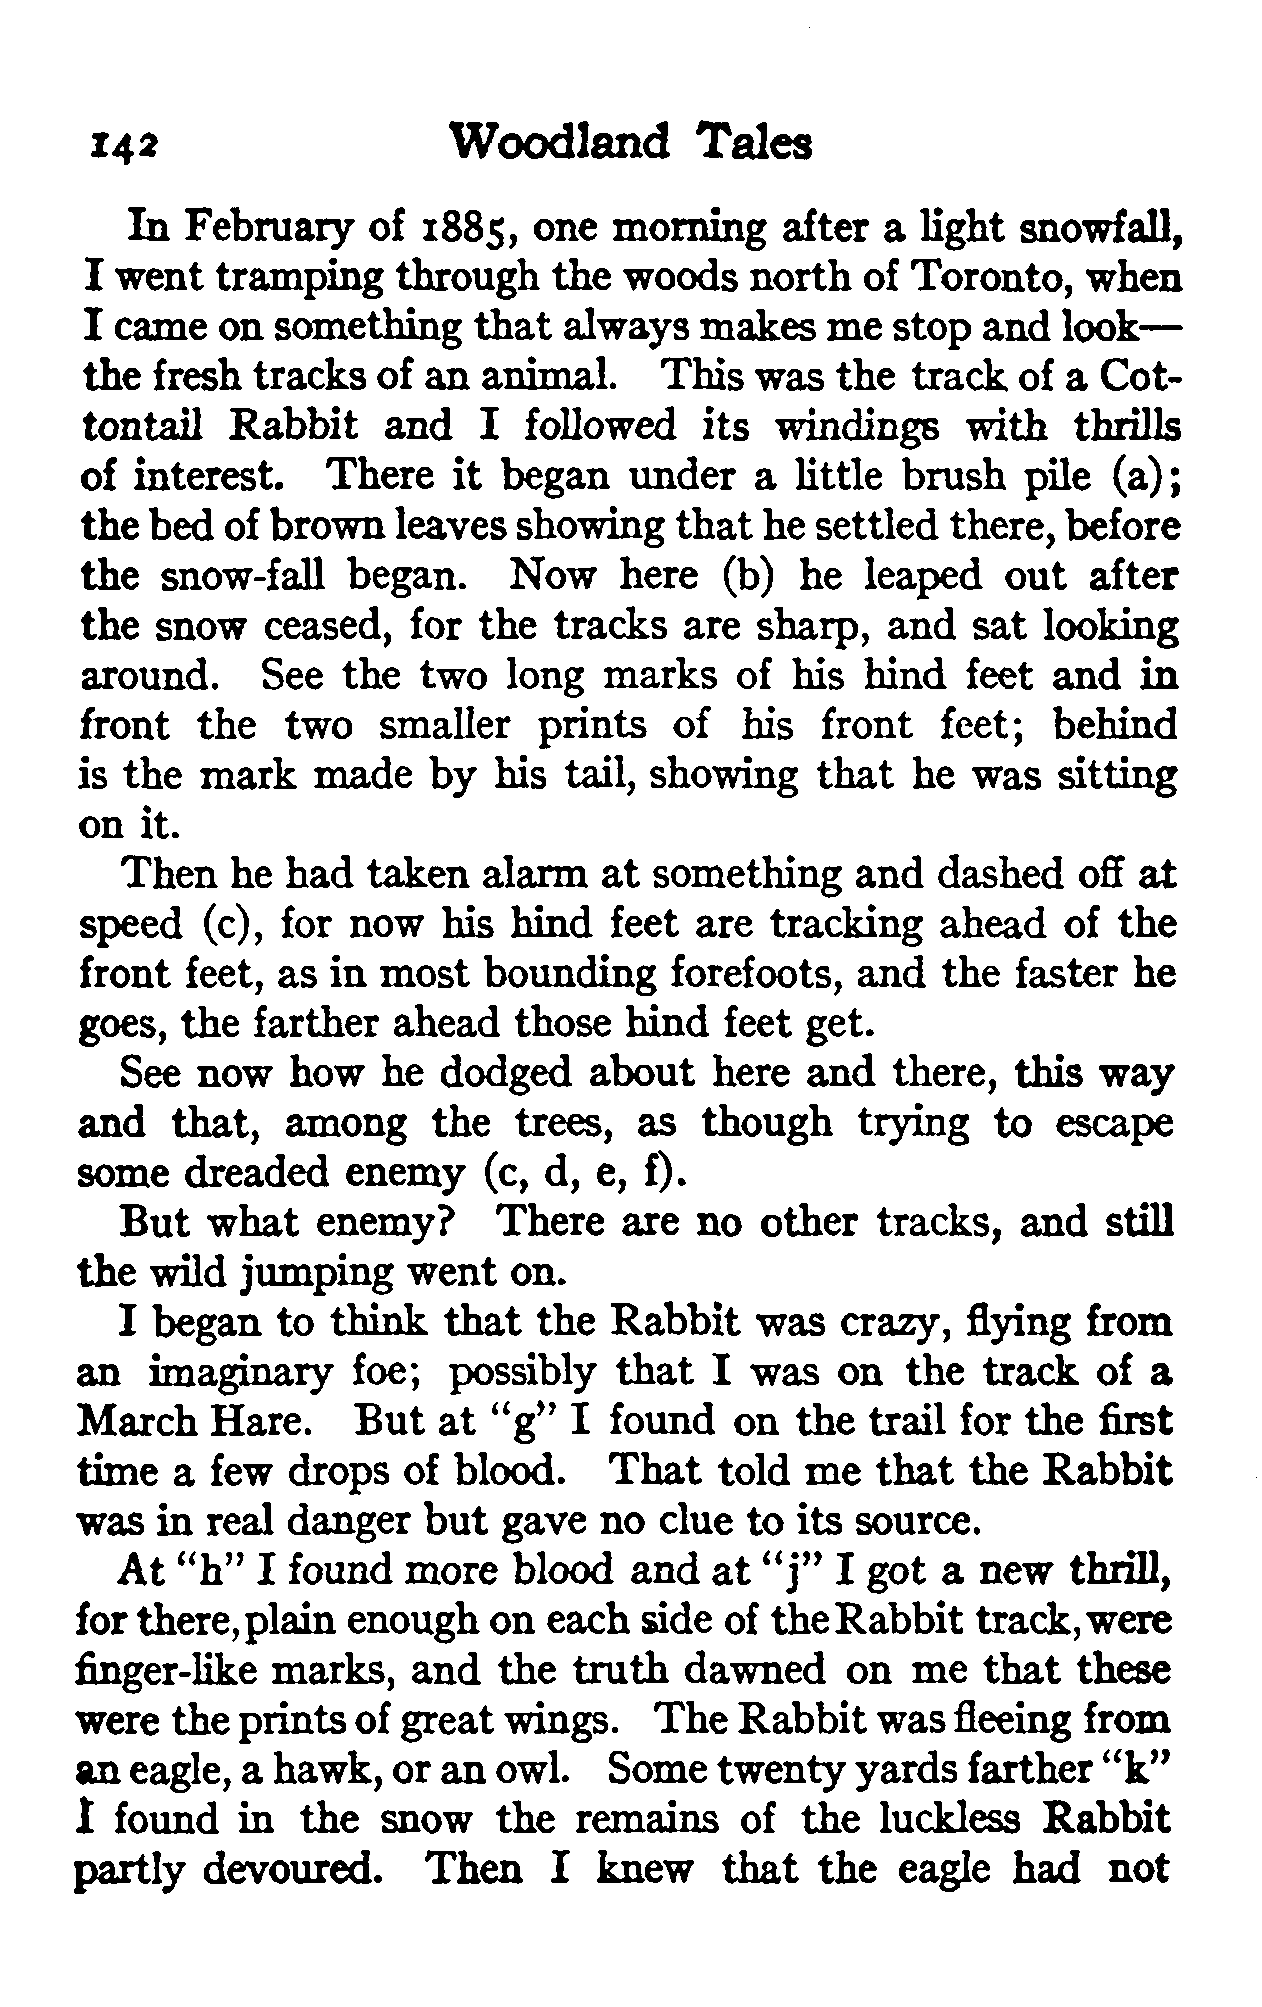 142 Woodland Tales
In February of 1885, one morning after a light snowfall,
I went tramping through the woods north of Toronto, when
I came on something that always makes me stop and look—
the fresh tracks of an animal. This was the track of a Cot-
tontail Rabbit and I followed its windings with thrills
of interest. There it began under a little brush pile (a);
the bed of brown leaves showing that he settled there, before
the snow-fall began. Now here (b) he leaped out after
the snow ceased, for the tracks are sharp, and sat looking
around. See the two long marks of his hind feet and in
front the two smaller prints of his front feet; behind
is the mark made by his tail, showing that he was sitting
on it.
Then he had taken alarm at something and dashed off at
speed (c), for now his hind feet are tracking ahead of the
front feet, as in most bounding forefoots, and the faster he
goes, the farther ahead those hind feet get.
See now how he dodged about here and there, this way
and that, among the trees, as though trying to escape
some dreaded enemy (c, d, e, f).
But what enemy? There are no other tracks, and still
the wild jumping went on.
I began to think that the Rabbit was crazy, flying from
an imaginary foe; possibly that I was on the track of a
March Hare. But at "g" I found on the trail for the first
time a few drops of blood. That told me that the Rabbit
was in real danger but gave no clue to its source.
At "h" I found more blood and at "j" I got a new thrill,
for there, plain enough on each side of the Rabbit track, were
finger-like marks, and the truth dawned on me that these
were the prints of great wings. The Rabbit was fleeing from
an eagle, a hawk, or an owl. Some twenty yards farther "k"
I found in the snow the remains of the luckless Rabbit
partly devoured. Then I knew that the eagle had not